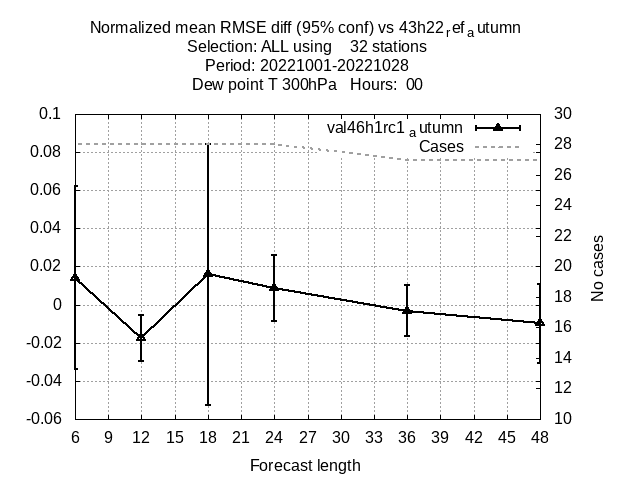 Normalized mean RMSE diff (95% conf) vs 43h22refautumn
Selection: ALL using    32 stations
Period: 20221001-20221028
Dew point T 300hPa   Hours:  00
val46h1rc1autumn
Cases
0.1
0.08
0.06
0.04
0.02
0
-0.02
-0.04
-0.06
30
28
26
24
22
20
18
16
14
12
10
No cases
6 9 12 15 18 21 24 27 30 33 36 39 42 45 48
Forecast length